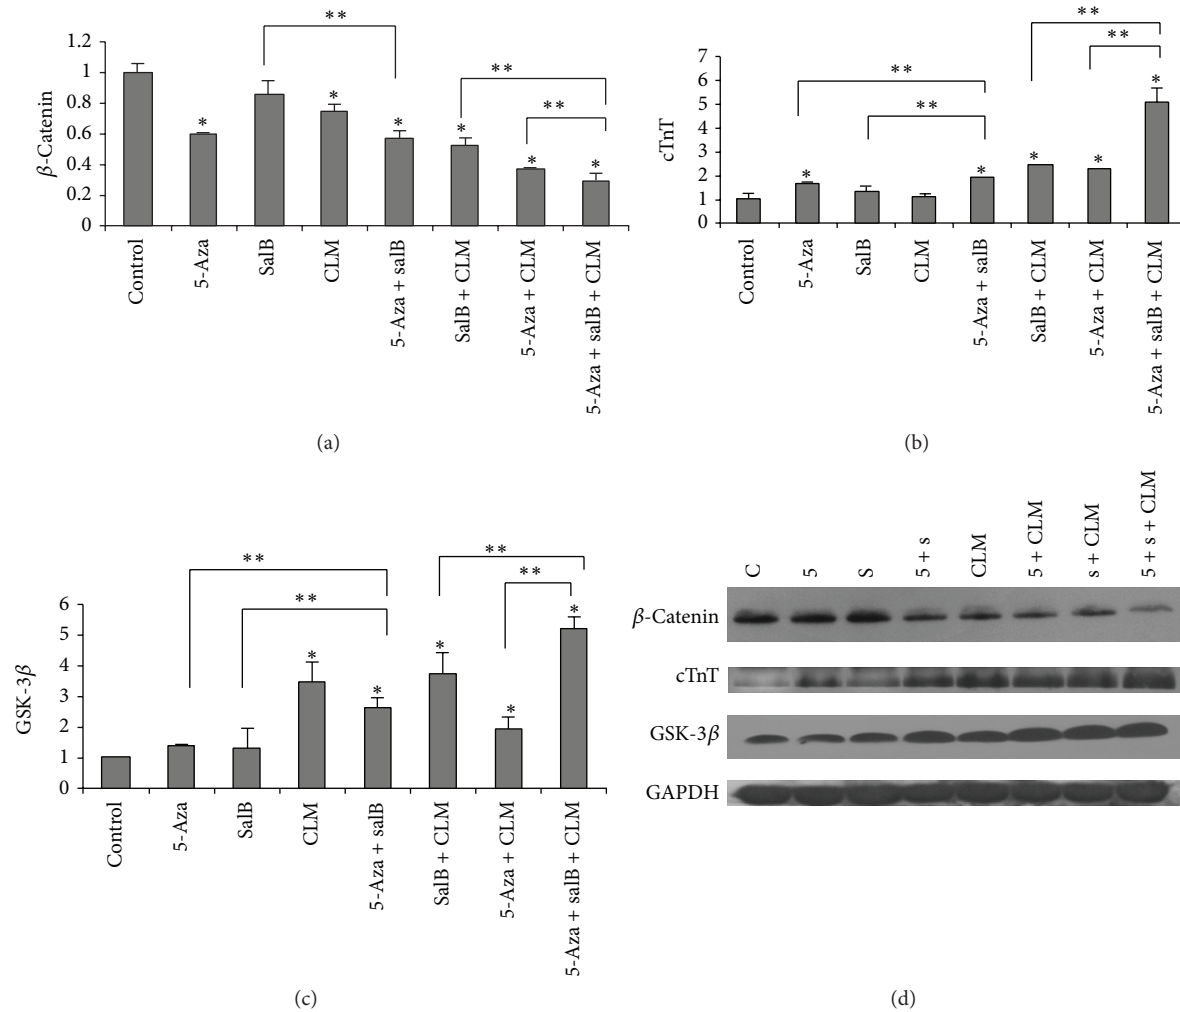 β-Catenin
1.2
1
0.8
0.6
0.4
0.2
0
**
**
**
*
*
*
*
*
*
Control
5-Aza
SalB
CLM
5-Aza + salB
SalB + CLM
5-Aza + CLM
5-Aza + salB + CLM
(a)
cTnT
7
6
5
4
3
2
1
0
**
**
**
**
*
*
*
*
*
Control
5-Aza
SalB
CLM
5-Aza + salB
SalB + CLM
5-Aza + CLM
5-Aza + salB + CLM
(b)
GSK-3β
6
5
4
3
2
1
0
**
**
**
**
*
*
*
*
*
Control
5-Aza
SalB
CLM
5-Aza + salB
SalB + CLM
5-Aza + CLM
5-Aza + salB + CLM
(c)
C
5
S
5 + s
CLM
5 + CLM
s + CLM
5 + s + CLM
β-Catenin
cTnT
GSK-3β
GAPDH
(d)